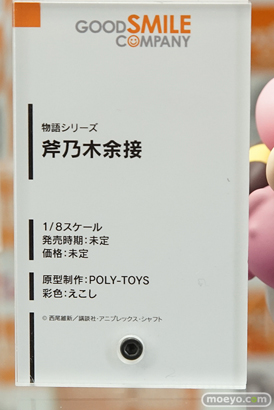 GOOD SMILE
COMPANY
物語シリーズ
斧乃木余接
1/8スケール
発売時期:未定
価格:未定
原型制作:POLY-TOYS
彩色:えこし
© 西尾維新/講談社・アニプレックス・シャフト
moeyo.com